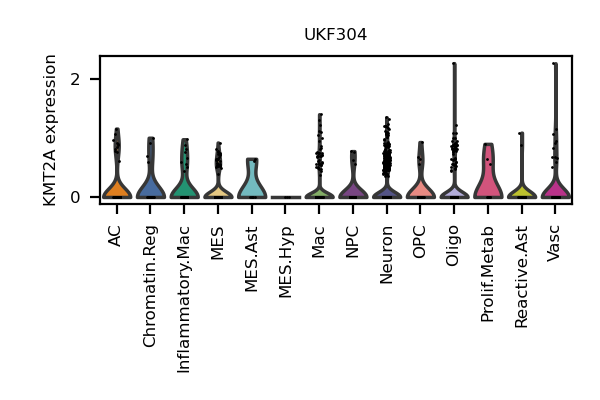 UKF304
KMT2A expression
2
0
AC
Chromatin.Reg
Inflammatory.Mac
MES
MES.Ast
MES.Hyp
Mac
NPC
Neuron
OPC
Oligo
Prolif.Metab
Reactive.Ast
Vasc